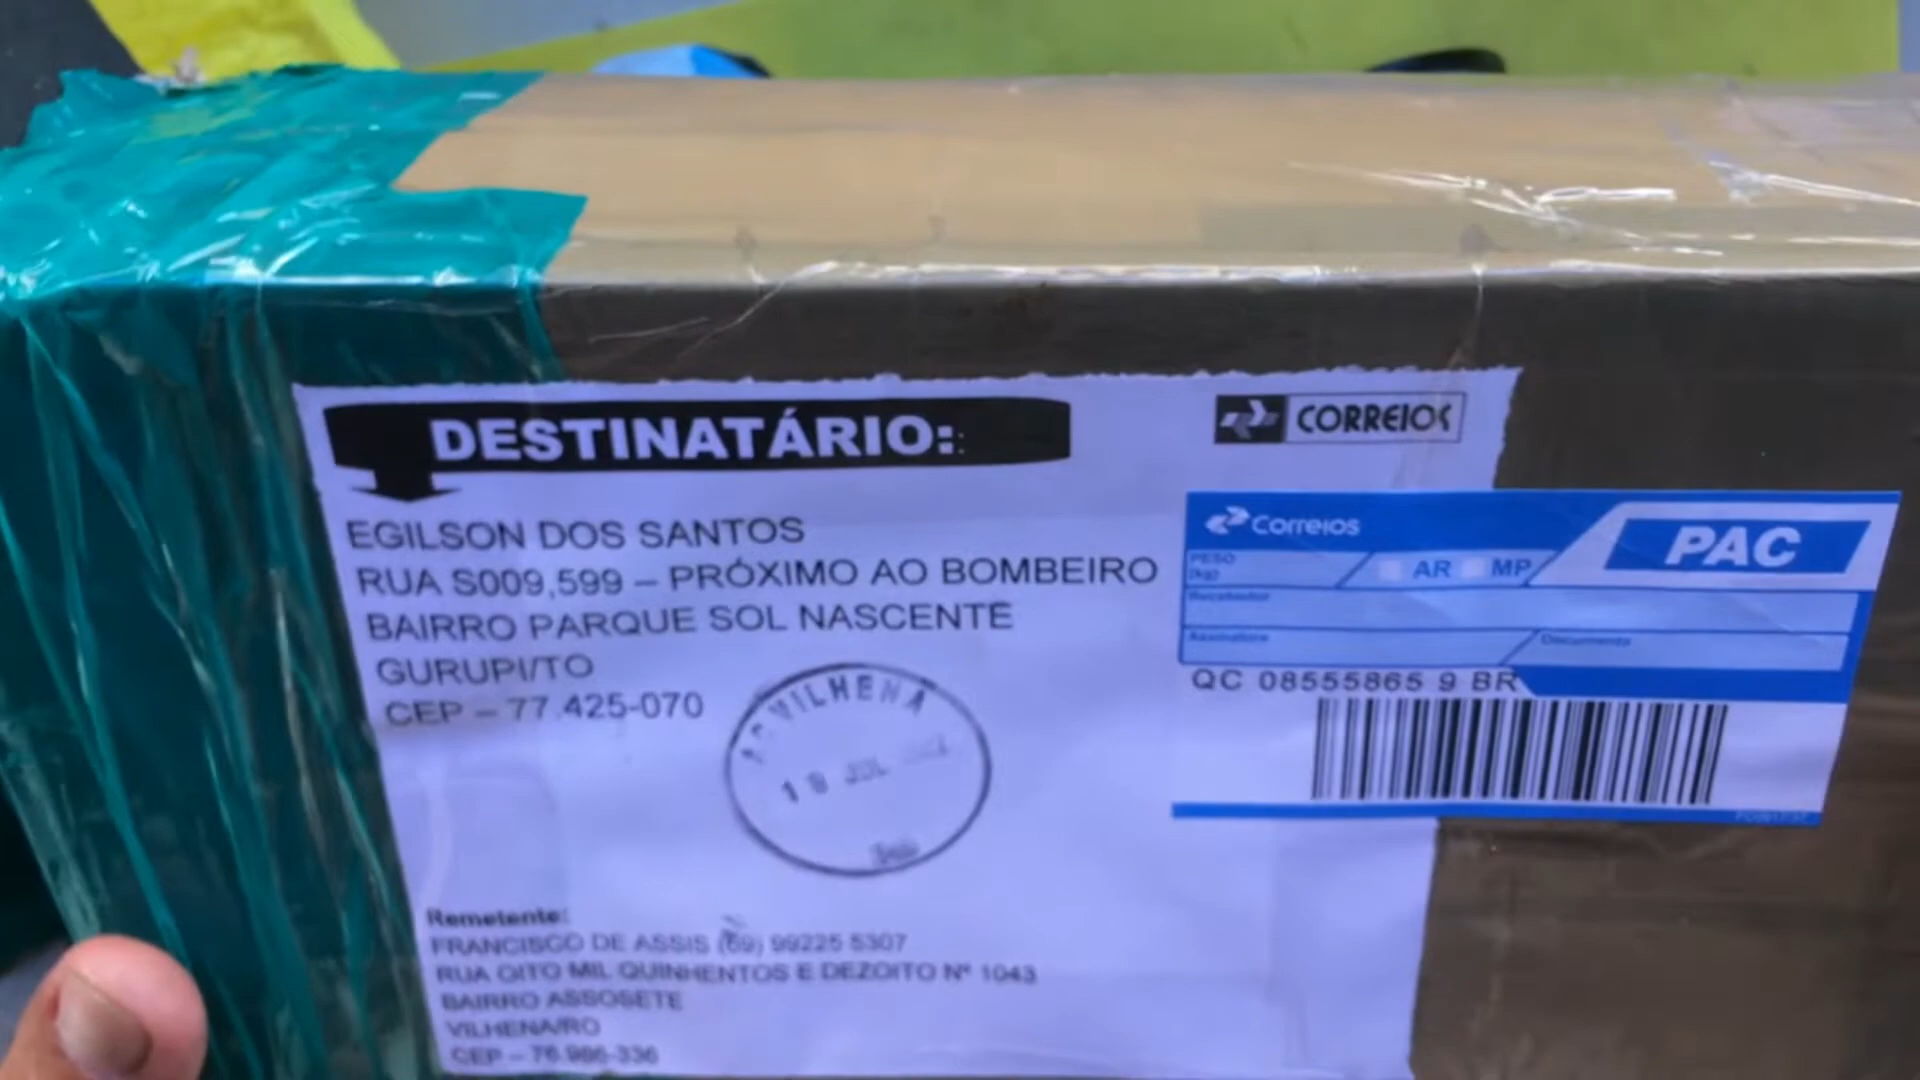 DESTINATÁRIO:
CORREIOS
EGILSON DOS SANTOS
RUA S009,599 – PRÓXIMO AO BOMBEIRO
BAIRRO PARQUE SOL NASCENTE
GURUPI/TO
CEP – 77.425-070
Correios
PAC
PESO
(kg)
AR MP
Recebedor
Assinatura Documento
QC 08555865 9 BR
AC VILHENA
18 JUL
Remetente:
FRANCISCO DE ASSIS (69) 99225 5307
RUA OITO MIL QUINHENTOS E DEZOITO Nº 1043
BAIRRO ASSOSETE
VILHENA/RO
CEP – 76.986-336